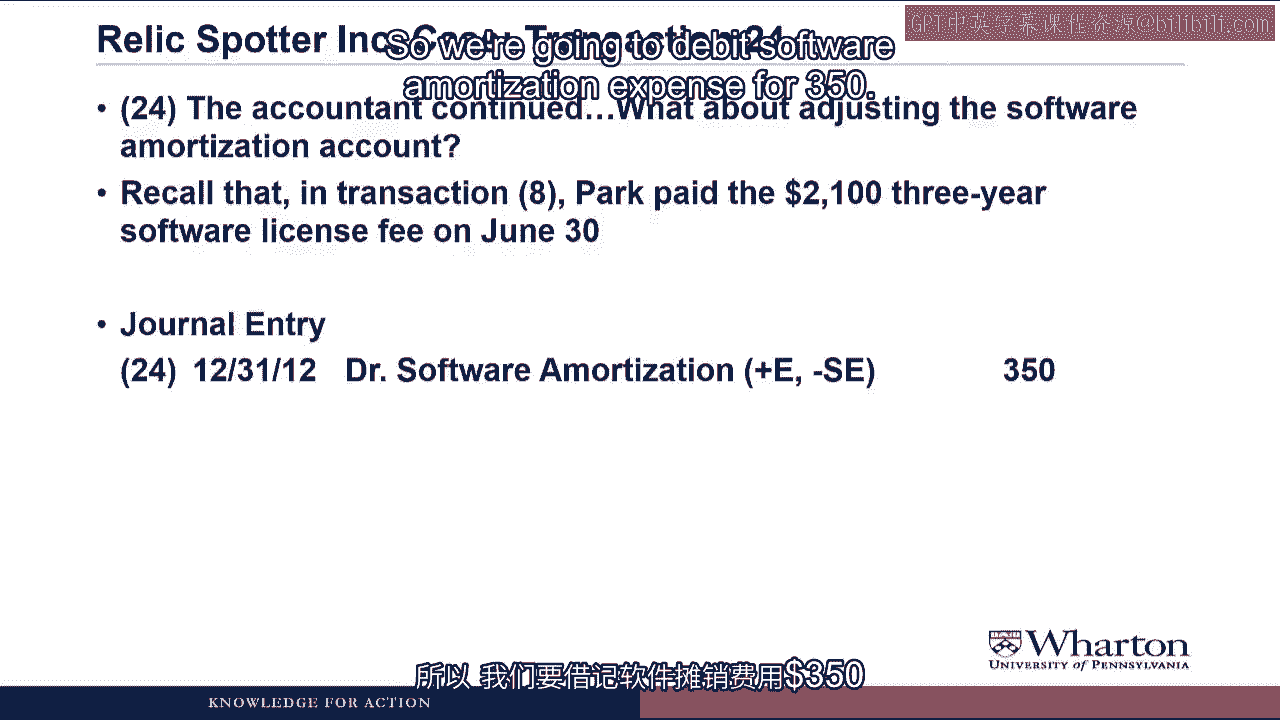 GPT中英字幕课程资源@bilibili.com
Relic Spotter Inc. Case: Transaction 24
So we're going to debit software
amortization expense for 350.
• (24) The accountant continued…What about adjusting the software
amortization account?
• Recall that, in transaction (8), Park paid the $2,100 three-year
software license fee on June 30
• Journal Entry
(24) 12/31/12 Dr. Software Amortization (+E, -SE) 350
Wharton
UNIVERSITY of PENNSYLVANIA
所以 我们要借记软件摊销费用$350
KNOWLEDGE FOR ACTION